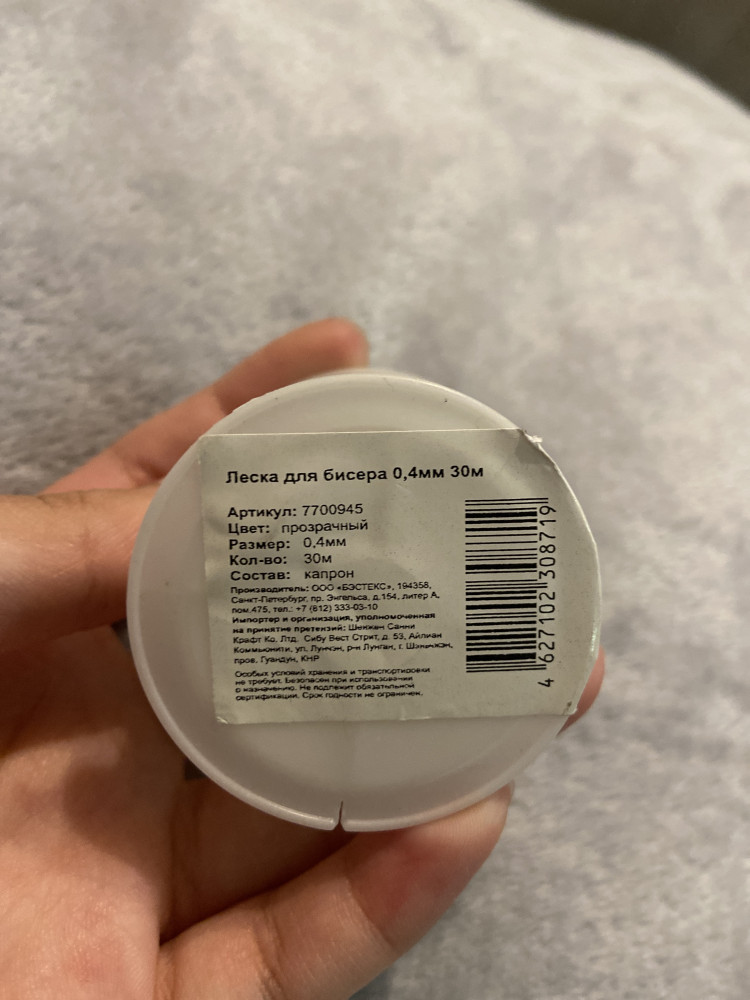 Леска для бисера 0,4мм 30м
Артикул: 7700945
Цвет: прозрачный
Размер: 0,4мм
Кол-во: 30м
Состав: капрон
Производитель: ООО «БЭСТЕКС», 194358,
Санкт-Петербург, пр. Энгельса, д.154, литер А,
пом.475, тел.: +7 (812) 333-03-10
Импортер и организация, уполномоченная
на принятие претензий: Шенжен Санни
Крафт Ко. Лтд. Сибу Вест Стрит, д. 53, Айлиан
Коммьюнити, ул. Лунчэн, р-н Лунган, г. Шэньчжэн,
пров. Гуандун, КНР
Особых условий хранения и транспортировки
не требует. Безопасен при использовании
о назначению. Не подлежит обязательной
сертификации. Срок годности не ограничен.
4 627102 308719